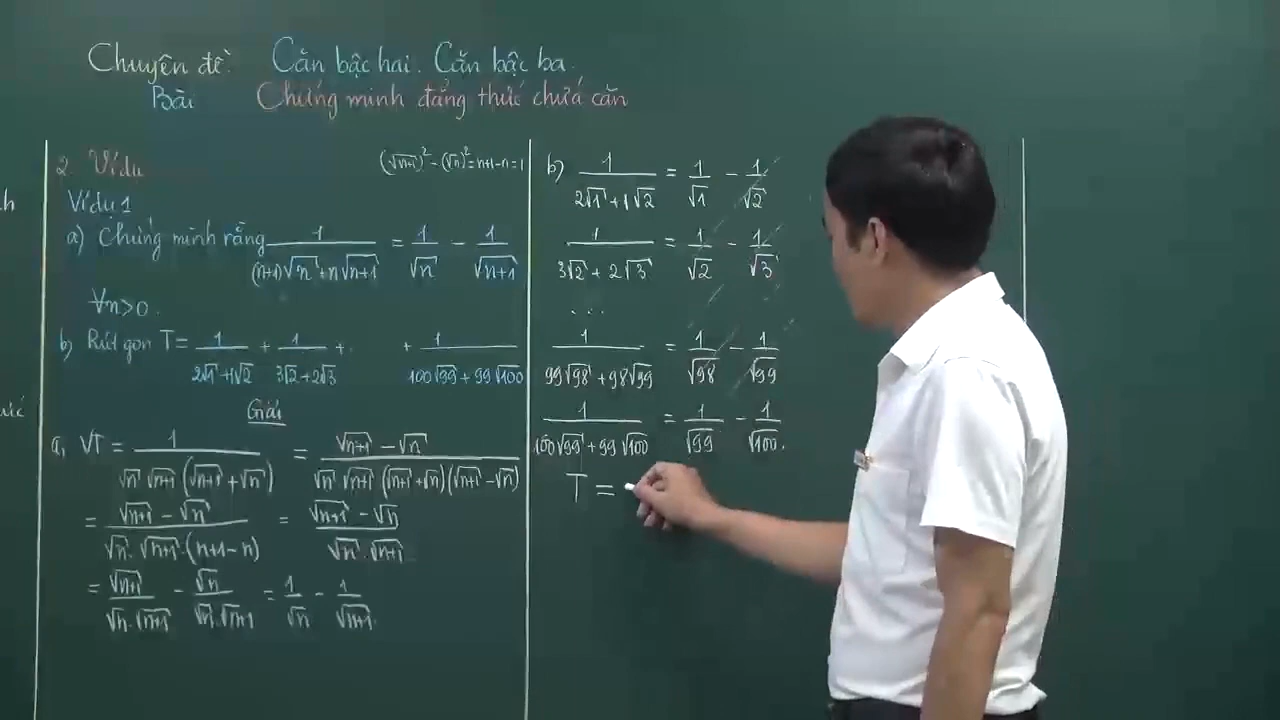 Chuyên đề: Căn bậc hai. Căn bậc ba.
Bài Chứng minh đẳng thức chứa căn
2. Ví dụ
(√(n+1))² - (√n)² = n+1-n = 1
Ví dụ 1
a) Chứng minh rằng 1/((n+1)√n + n√(n+1)) = 1/√n - 1/√(n+1)
∀n>0.
b) Rút gọn T = 1/(2√1 + 1√2) + 1/(3√2 + 2√3) + . + 1/(100√99 + 99√100)
Giải
a, VT = 1/(√n √(n+1) (√(n+1) + √n)) = (√(n+1) - √n)/(√n √(n+1) (√(n+1) + √n)(√(n+1) - √n))
= (√(n+1) - √n)/(√n . √(n+1) . (n+1-n)) = (√(n+1) - √n)/(√n . √(n+1))
= √(n+1)/(√n . √(n+1)) - √n/(√n . √(n+1)) = 1/√n - 1/√(n+1).
b) 1/(2√1 + 1√2) = 1/√1 - 1/√2
1/(3√2 + 2√3) = 1/√2 - 1/√3
...
1/(99√98 + 98√99) = 1/√98 - 1/√99
1/(100√99 + 99√100) = 1/√99 - 1/√100.
T =